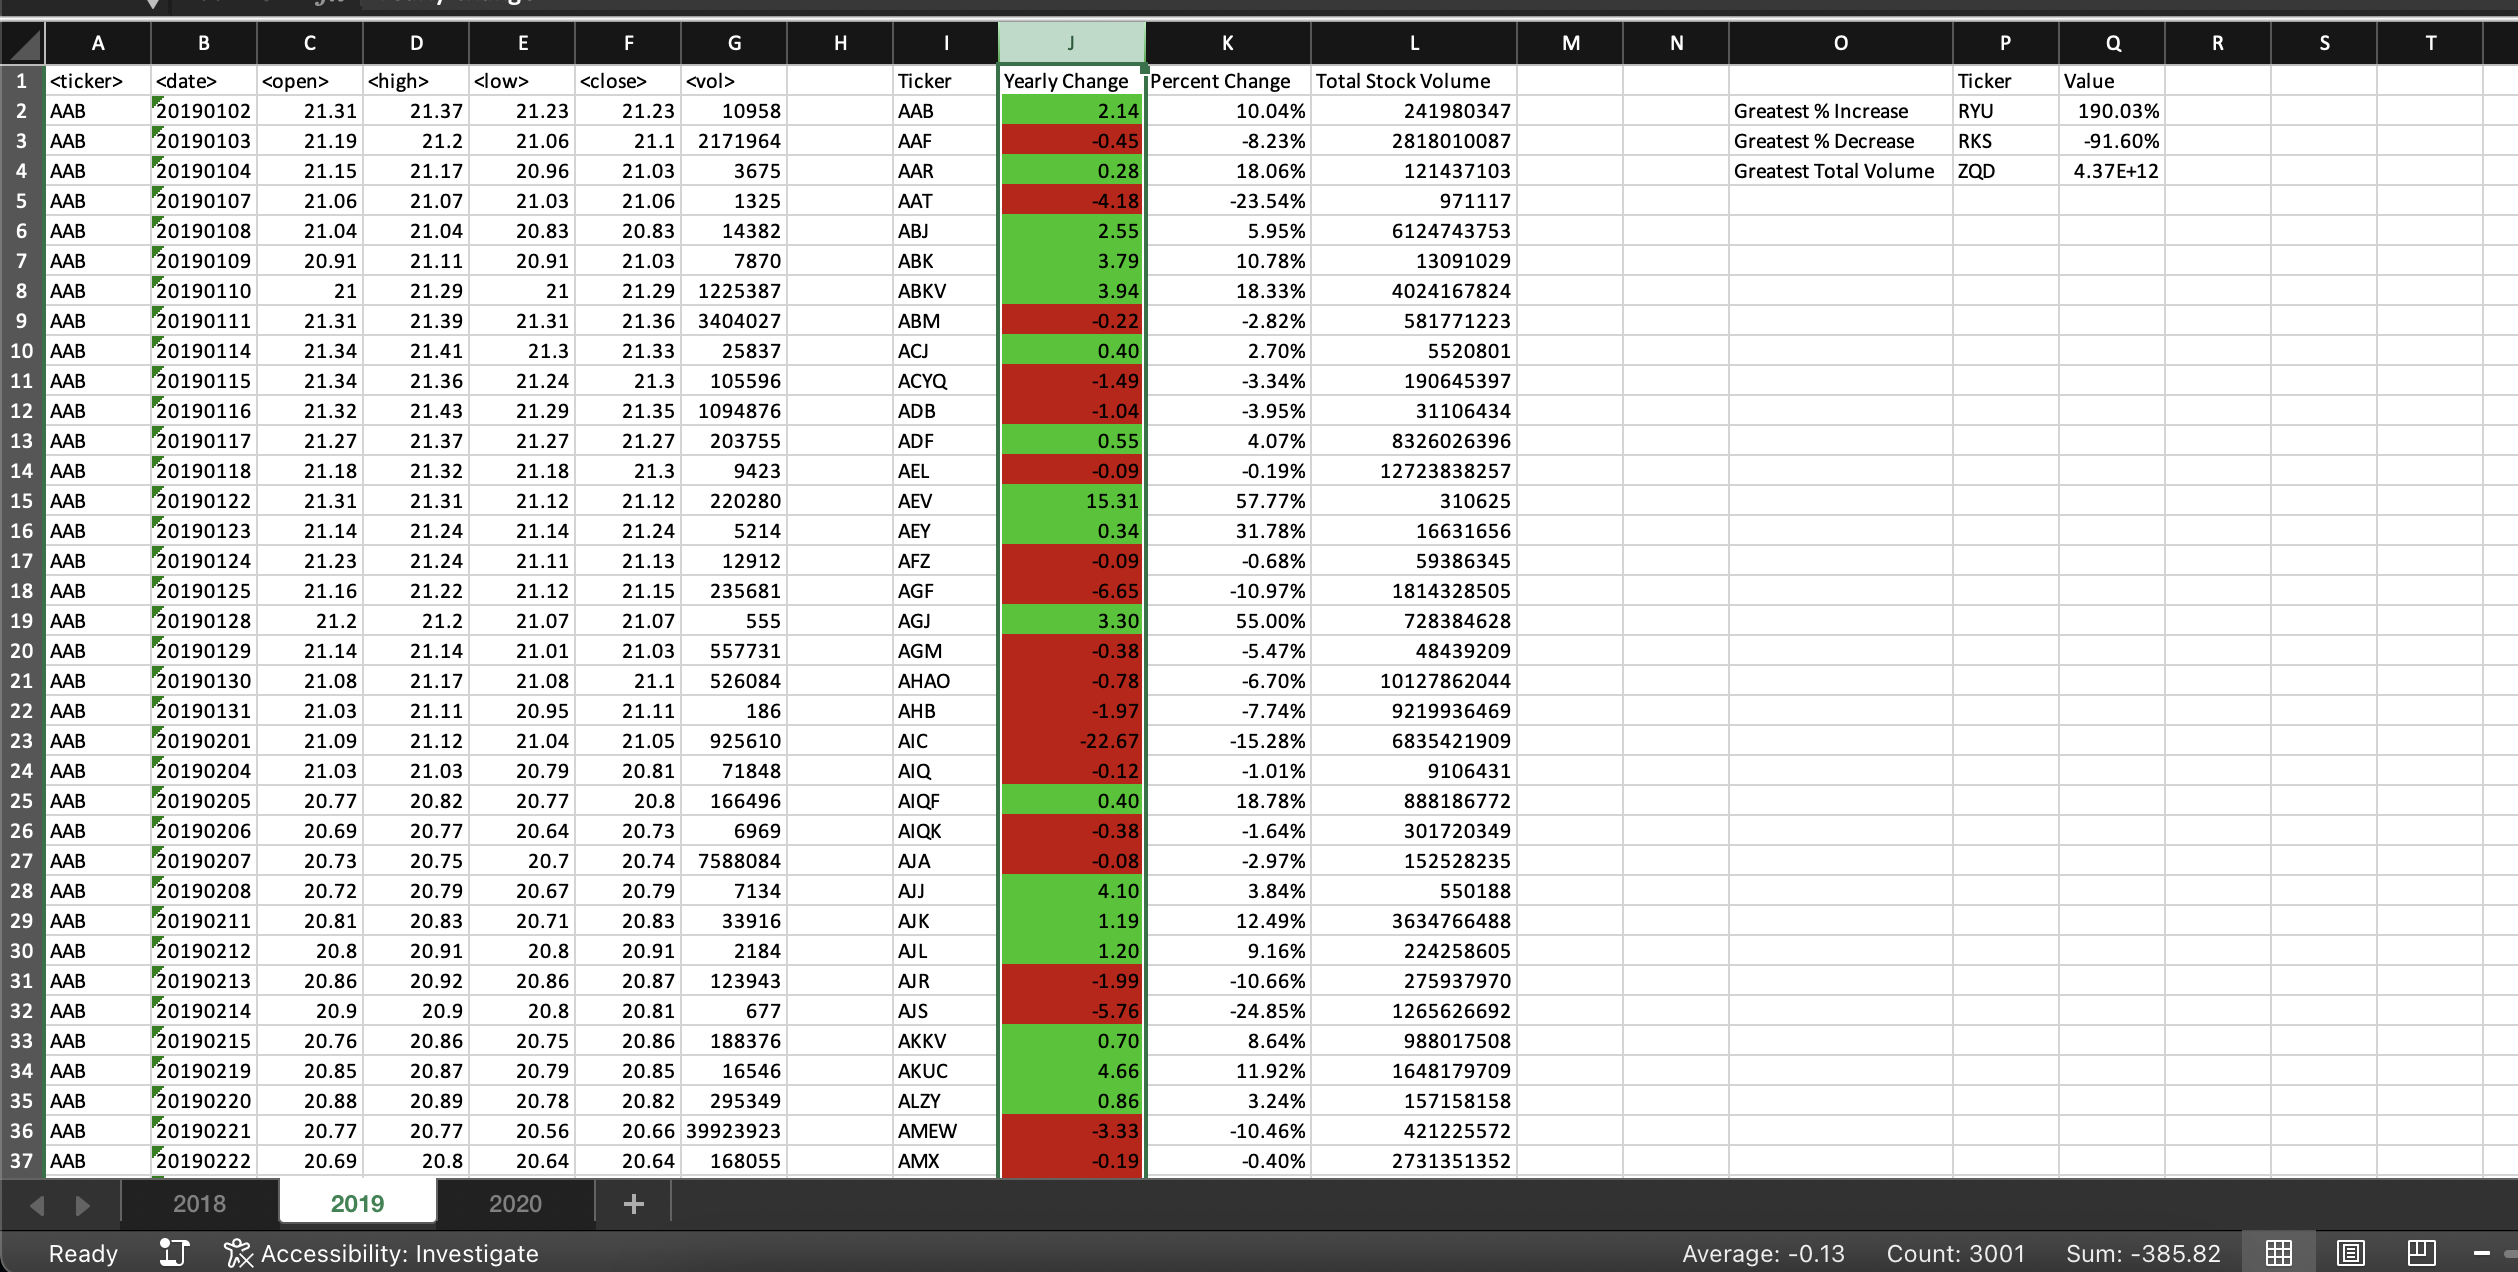 A B C D E F G H I J K L M N O P Q R S T
1 <ticker> <date> <open> <high> <low> <close> <vol> Ticker Yearly Change Percent Change Total Stock Volume Ticker Value
2 AAB 20190102 21.31 21.37 21.23 21.23 10958 AAB 2.14 10.04% 241980347 Greatest % Increase RYU 190.03%
3 AAB 20190103 21.19 21.2 21.06 21.1 2171964 AAF -0.45 -8.23% 2818010087 Greatest % Decrease RKS -91.60%
4 AAB 20190104 21.15 21.17 20.96 21.03 3675 AAR 0.28 18.06% 121437103 Greatest Total Volume ZQD 4.37E+12
5 AAB 20190107 21.06 21.07 21.03 21.06 1325 AAT -4.18 -23.54% 971117
6 AAB 20190108 21.04 21.04 20.83 20.83 14382 ABJ 2.55 5.95% 6124743753
7 AAB 20190109 20.91 21.11 20.91 21.03 7870 ABK 3.79 10.78% 13091029
8 AAB 20190110 21 21.29 21 21.29 1225387 ABKV 3.94 18.33% 4024167824
9 AAB 20190111 21.31 21.39 21.31 21.36 3404027 ABM -0.22 -2.82% 581771223
10 AAB 20190114 21.34 21.41 21.3 21.33 25837 ACJ 0.40 2.70% 5520801
11 AAB 20190115 21.34 21.36 21.24 21.3 105596 ACYQ -1.49 -3.34% 190645397
12 AAB 20190116 21.32 21.43 21.29 21.35 1094876 ADB -1.04 -3.95% 31106434
13 AAB 20190117 21.27 21.37 21.27 21.27 203755 ADF 0.55 4.07% 8326026396
14 AAB 20190118 21.18 21.32 21.18 21.3 9423 AEL -0.09 -0.19% 12723838257
15 AAB 20190122 21.31 21.31 21.12 21.12 220280 AEV 15.31 57.77% 310625
16 AAB 20190123 21.14 21.24 21.14 21.24 5214 AEY 0.34 31.78% 16631656
17 AAB 20190124 21.23 21.24 21.11 21.13 12912 AFZ -0.09 -0.68% 59386345
18 AAB 20190125 21.16 21.22 21.12 21.15 235681 AGF -6.65 -10.97% 1814328505
19 AAB 20190128 21.2 21.2 21.07 21.07 555 AGJ 3.30 55.00% 728384628
20 AAB 20190129 21.14 21.14 21.01 21.03 557731 AGM -0.38 -5.47% 48439209
21 AAB 20190130 21.08 21.17 21.08 21.1 526084 AHAO -0.78 -6.70% 10127862044
22 AAB 20190131 21.03 21.11 20.95 21.11 186 AHB -1.97 -7.74% 9219936469
23 AAB 20190201 21.09 21.12 21.04 21.05 925610 AIC -22.67 -15.28% 6835421909
24 AAB 20190204 21.03 21.03 20.79 20.81 71848 AIQ -0.12 -1.01% 9106431
25 AAB 20190205 20.77 20.82 20.77 20.8 166496 AIQF 0.40 18.78% 888186772
26 AAB 20190206 20.69 20.77 20.64 20.73 6969 AIQK -0.38 -1.64% 301720349
27 AAB 20190207 20.73 20.75 20.7 20.74 7588084 AJA -0.08 -2.97% 152528235
28 AAB 20190208 20.72 20.79 20.67 20.79 7134 AJJ 4.10 3.84% 550188
29 AAB 20190211 20.81 20.83 20.71 20.83 33916 AJK 1.19 12.49% 3634766488
30 AAB 20190212 20.8 20.91 20.8 20.91 2184 AJL 1.20 9.16% 224258605
31 AAB 20190213 20.86 20.92 20.86 20.87 123943 AJR -1.99 -10.66% 275937970
32 AAB 20190214 20.9 20.9 20.8 20.81 677 AJS -5.76 -24.85% 1265626692
33 AAB 20190215 20.76 20.86 20.75 20.86 188376 AKKV 0.70 8.64% 988017508
34 AAB 20190219 20.85 20.87 20.79 20.85 16546 AKUC 4.66 11.92% 1648179709
35 AAB 20190220 20.88 20.89 20.78 20.82 295349 ALZY 0.86 3.24% 157158158
36 AAB 20190221 20.77 20.77 20.56 20.66 39923923 AMEW -3.33 -10.46% 421225572
37 AAB 20190222 20.69 20.8 20.64 20.64 168055 AMX -0.19 -0.40% 2731351352
2018 2019 2020 +
Ready Accessibility: Investigate Average: -0.13 Count: 3001 Sum: -385.82